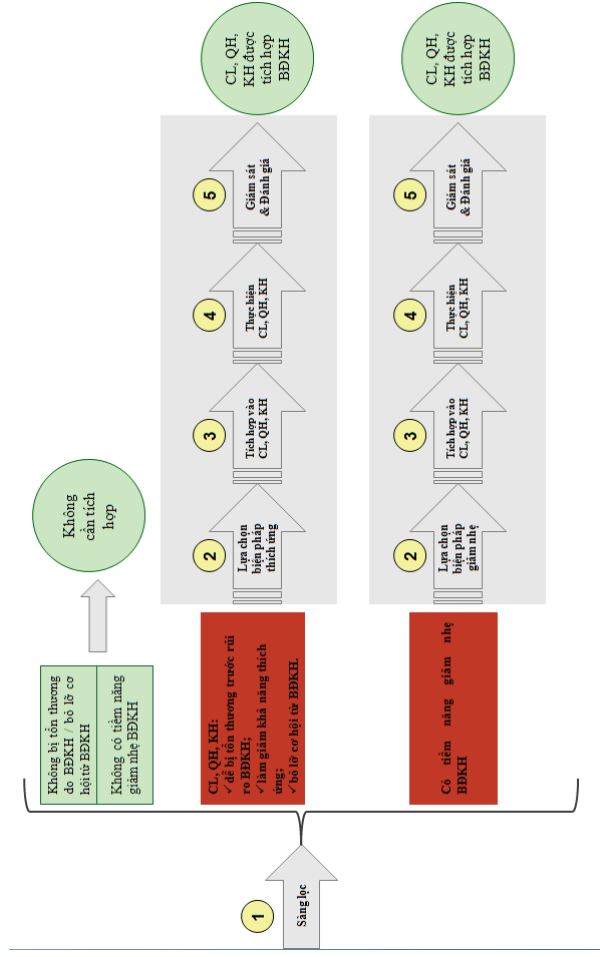 1
Sàng lọc
Không bị tổn thương
do BĐKH / bỏ lỡ cơ
hội từ BĐKH
Không có tiềm năng
giảm nhẹ BĐKH
Không
cần tích
hợp
CL, QH, KH:
✓dễ bị tổn thương trước rủi
ro BĐKH;
✓làm giảm khả năng thích
ứng;
✓bỏ lỡ cơ hội từ BĐKH.
2
Lựa chọn
biện pháp
thích ứng
3
Tích hợp vào
CL, QH, KH
4
Thực hiện
CL, QH, KH
5
Giám sát
& Đánh giá
CL, QH,
KH được
tích hợp
BĐKH
Có tiềm năng giảm nhẹ
BĐKH
2
Lựa chọn
biện pháp
giảm nhẹ
3
Tích hợp vào
CL, QH, KH
4
Thực hiện
CL, QH, KH
5
Giám sát
& Đánh giá
CL, QH,
KH được
tích hợp
BĐKH